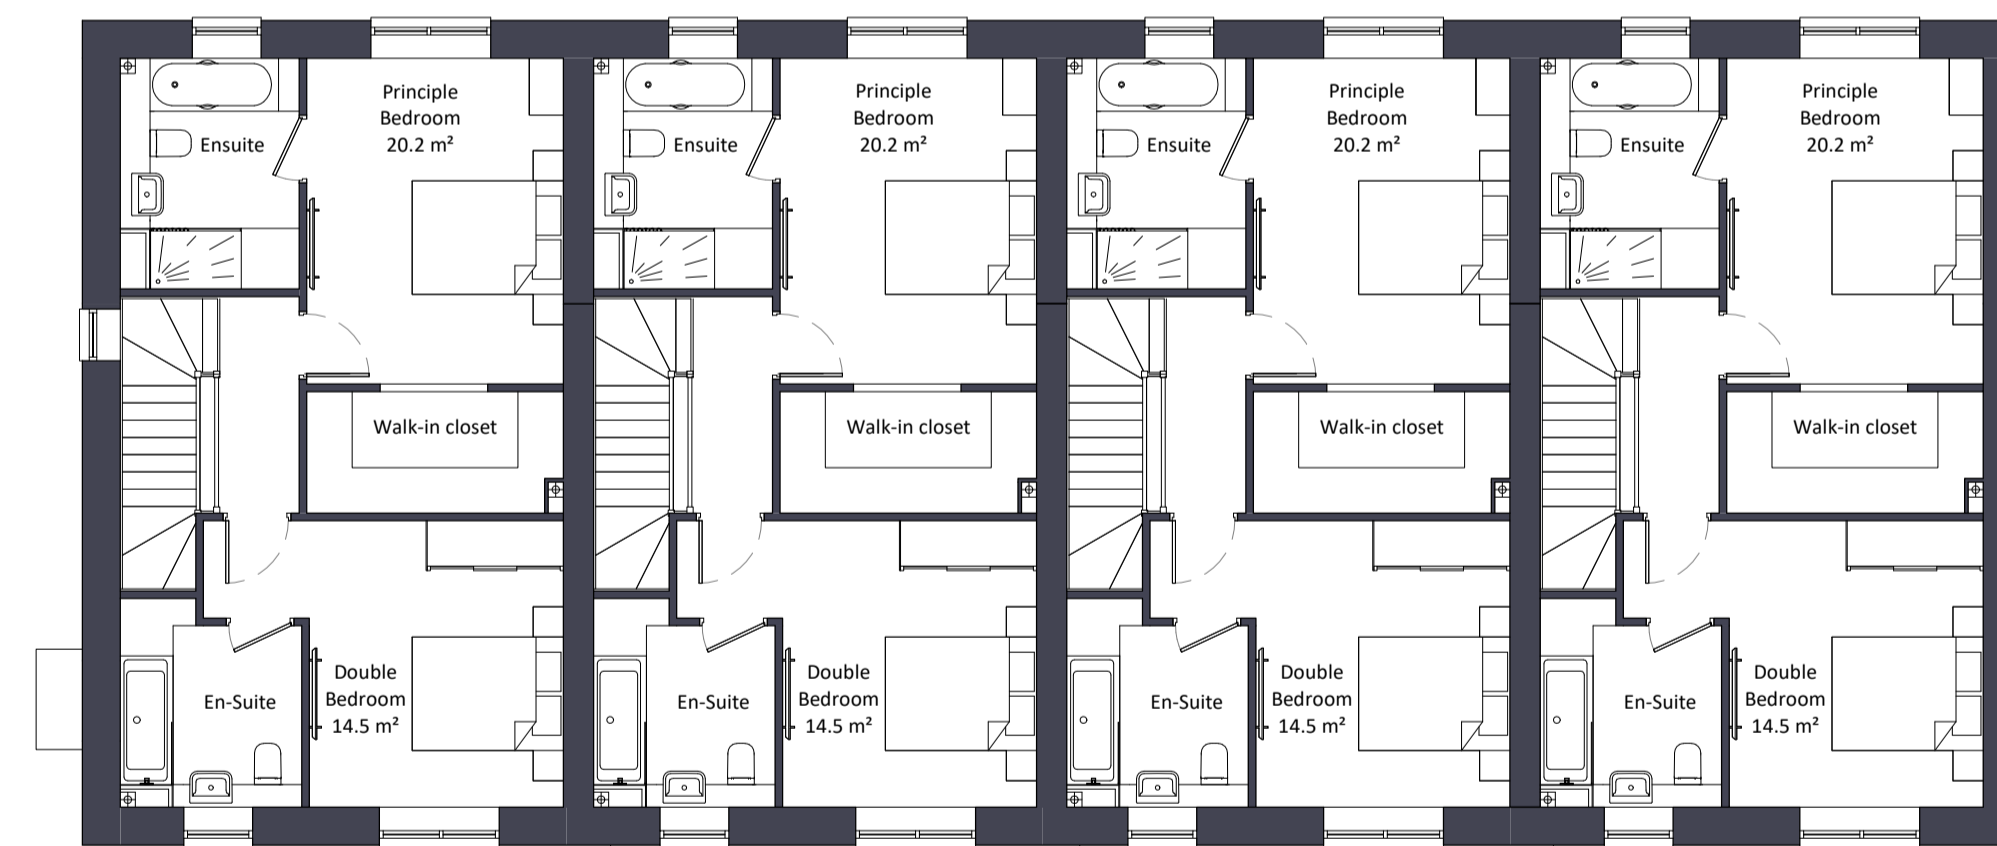 Principle
Bedroom
20.2 m²
Ensuite
Walk-in closet
Double
Bedroom
14.5 m²
En-Suite
Principle
Bedroom
20.2 m²
Ensuite
Walk-in closet
Double
Bedroom
14.5 m²
En-Suite
Principle
Bedroom
20.2 m²
Ensuite
Walk-in closet
Double
Bedroom
14.5 m²
En-Suite
Principle
Bedroom
20.2 m²
Ensuite
Walk-in closet
Double
Bedroom
14.5 m²
En-Suite